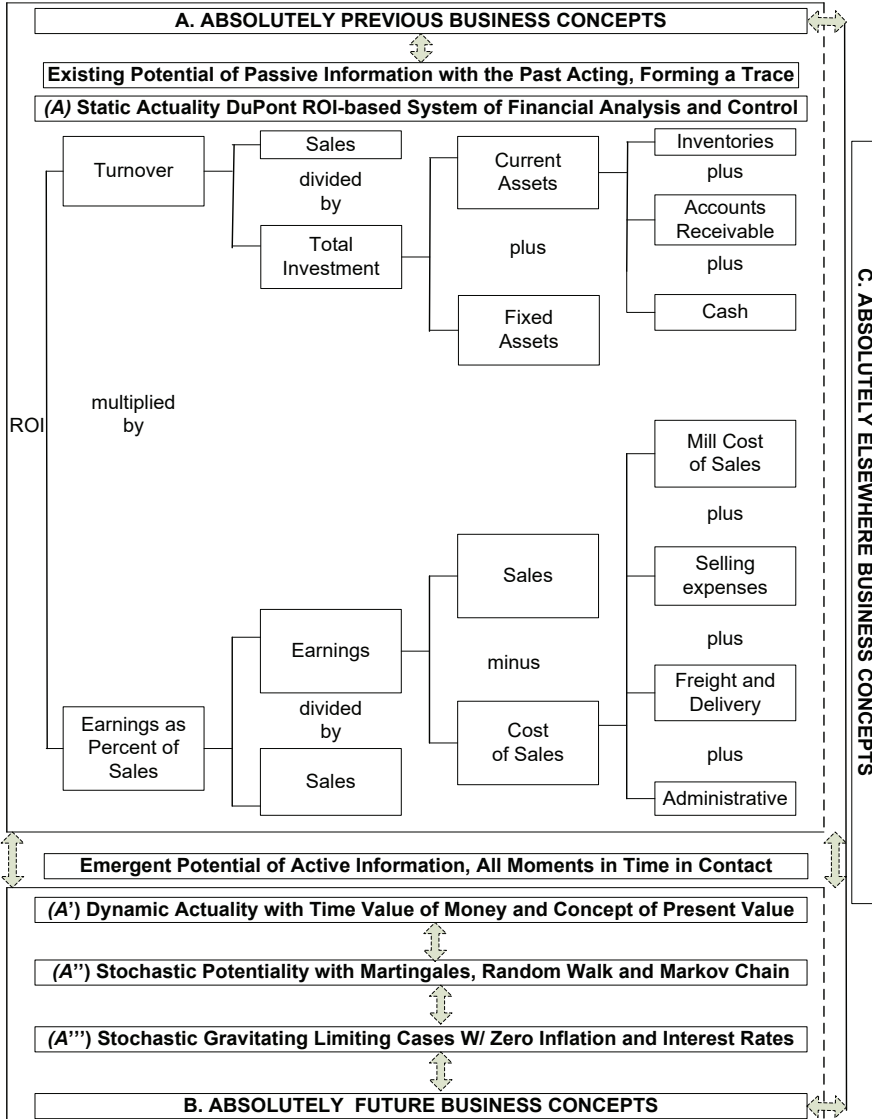 A. ABSOLUTELY PREVIOUS BUSINESS CONCEPTS
Existing Potential of Passive Information with the Past Acting, Forming a Trace
(A) Static Actuality DuPont ROI-based System of Financial Analysis and Control
ROI
Turnover
multiplied
by
Earnings as
Percent of
Sales
Sales
divided
by
Total
Investment
Current
Assets
plus
Fixed
Assets
Inventories
plus
Accounts
Receivable
plus
Cash
Earnings
divided
by
Sales
Sales
minus
Cost
of Sales
Mill Cost
of Sales
plus
Selling
expenses
plus
Freight and
Delivery
plus
Administrative
Emergent Potential of Active Information, All Moments in Time in Contact
(A') Dynamic Actuality with Time Value of Money and Concept of Present Value
(A'') Stochastic Potentiality with Martingales, Random Walk and Markov Chain
(A''') Stochastic Gravitating Limiting Cases W/ Zero Inflation and Interest Rates
B. ABSOLUTELY FUTURE BUSINESS CONCEPTS
C. ABSOLUTELY ELSEWHERE BUSINESS CONCEPTS